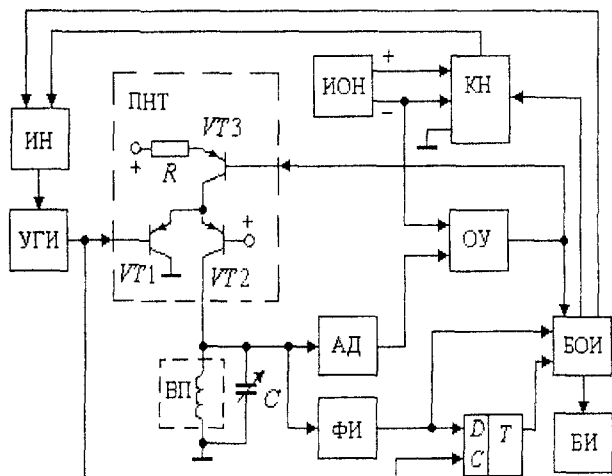 ИОН
+
−
КН
ПНТ
VT3
+
R
ИН
УГИ
VT1
VT2
+
ОУ
АД
БОИ
ВП
C
ФИ
D
T
C
БИ